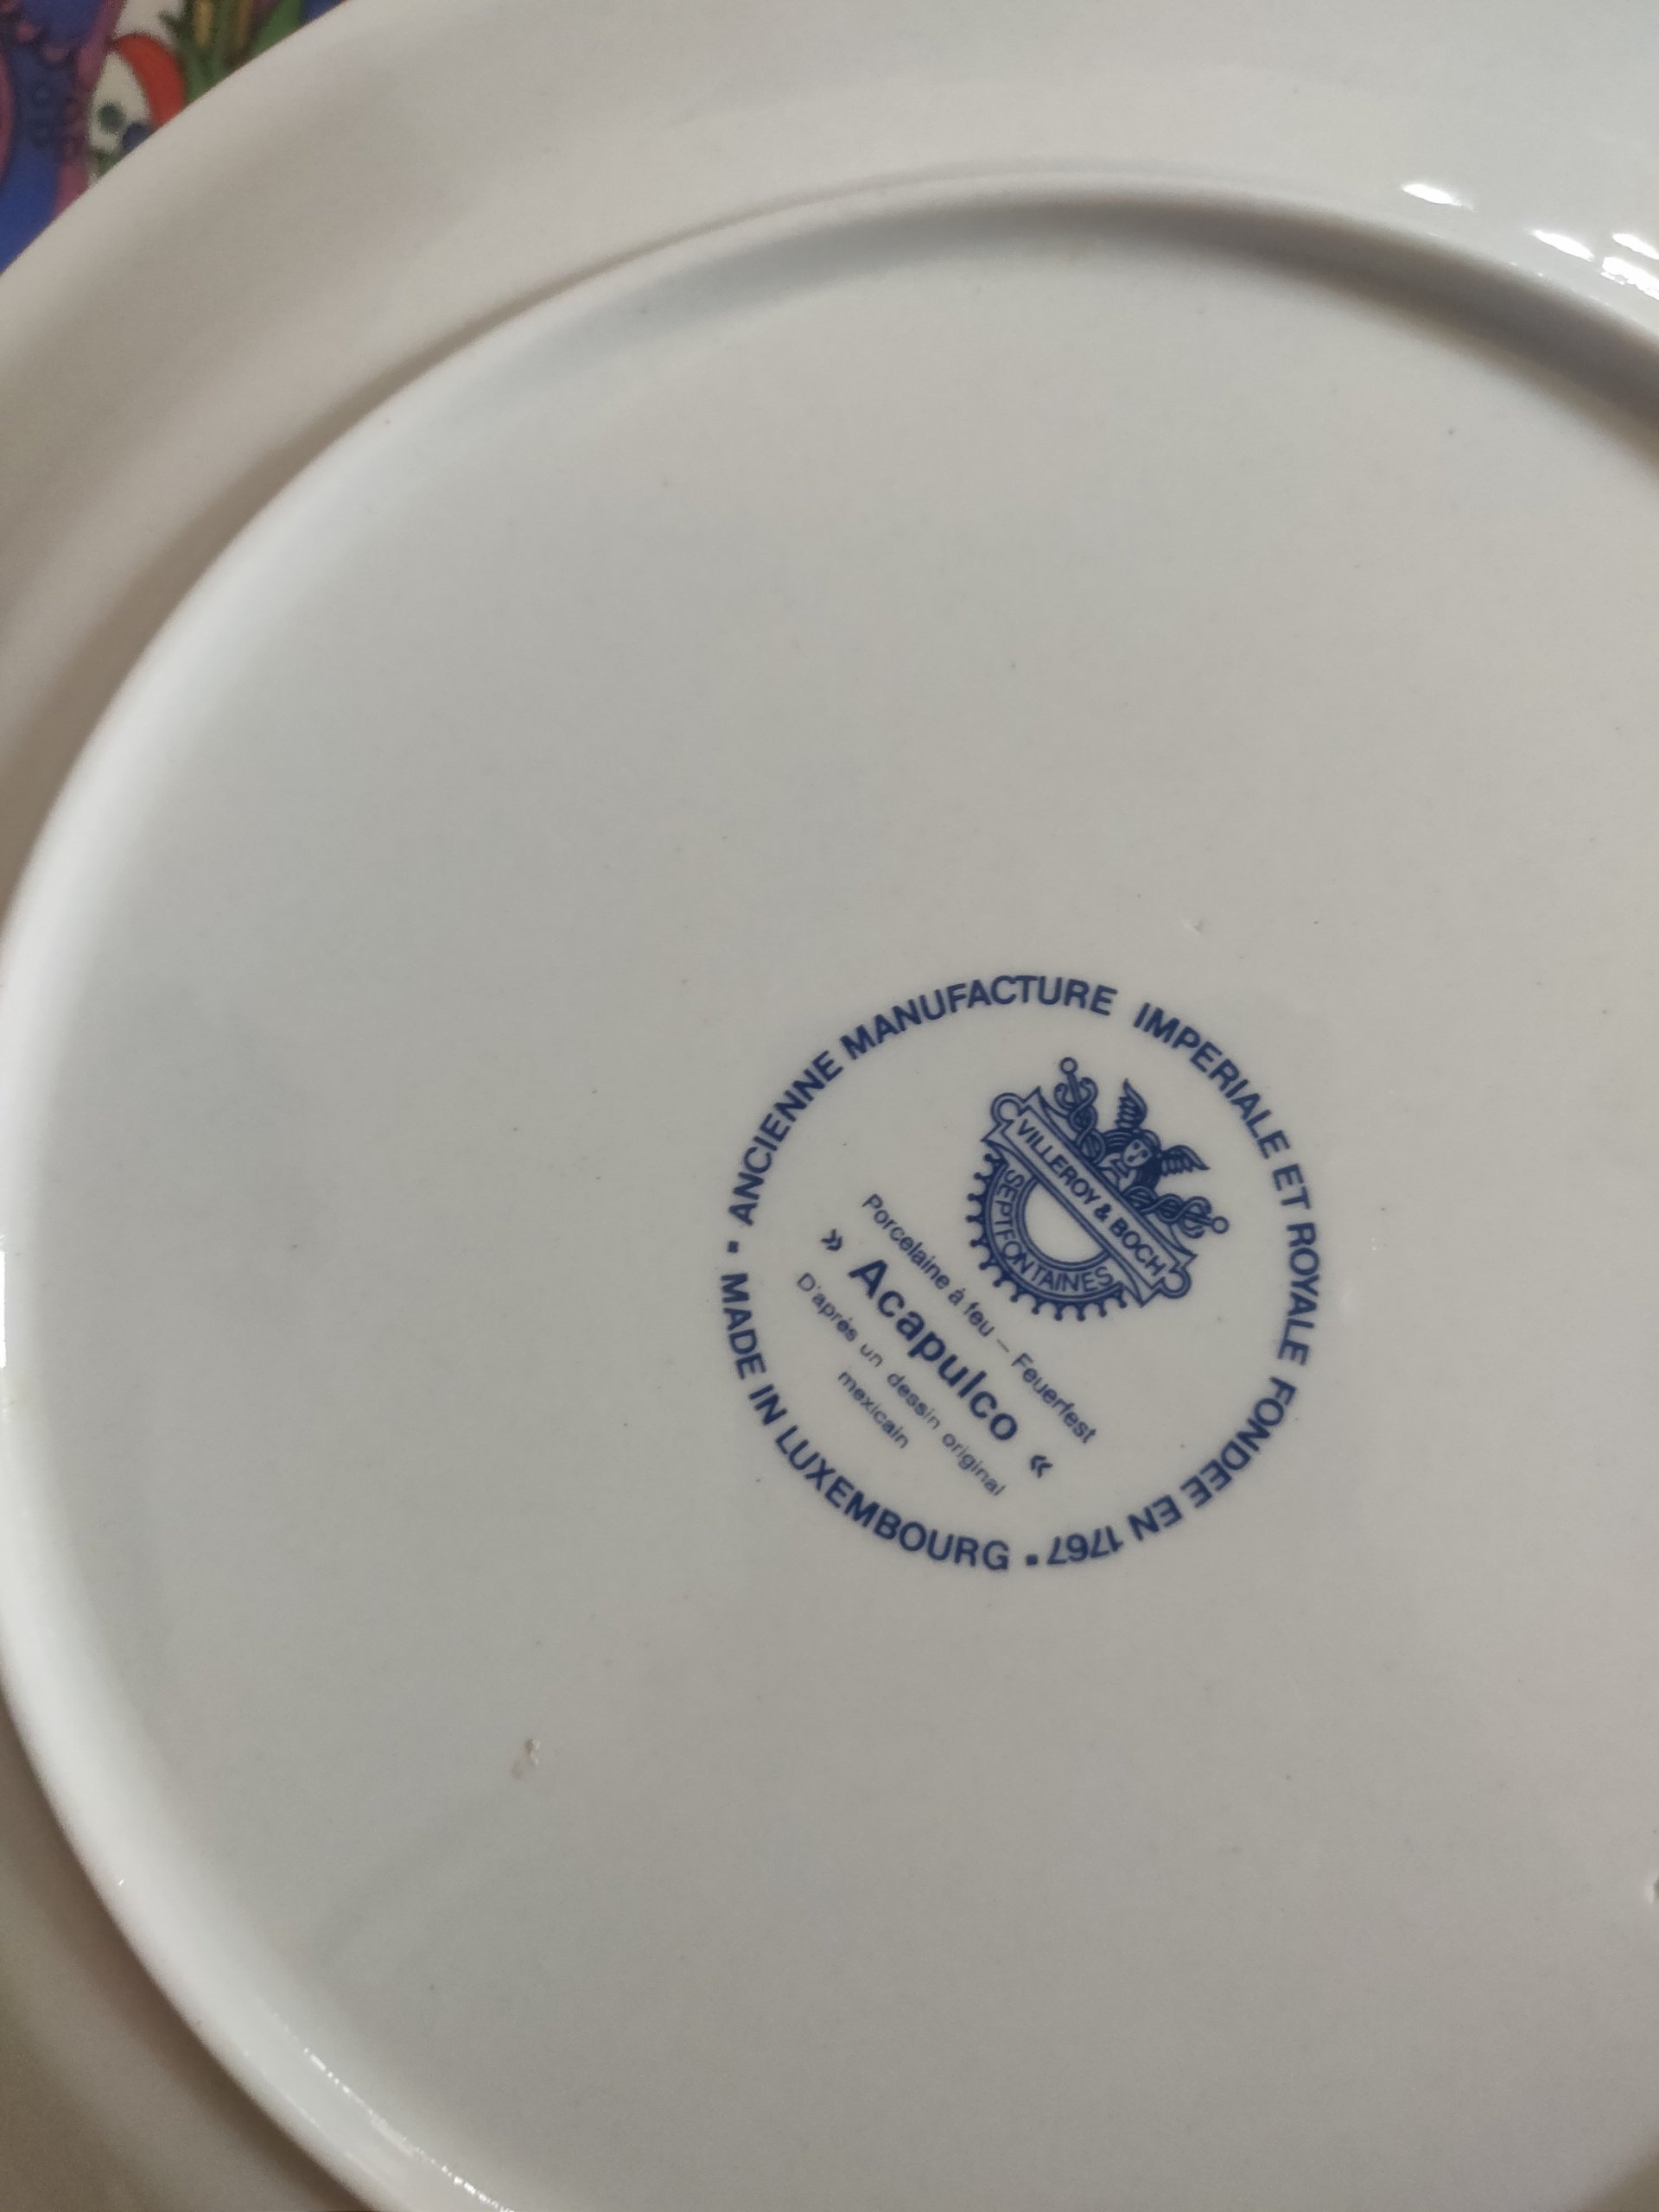 ANCIENNE MANUFACTURE IMPERIALE ET ROYALE FONDEE EN 1767 ▪ MADE IN LUXEMBOURG ▪
VILLEROY & BOCH
SEPTFONTAINES
Porcelaine à feu – Feuerfest
» Acapulco «
D'après un dessin original
mexicain